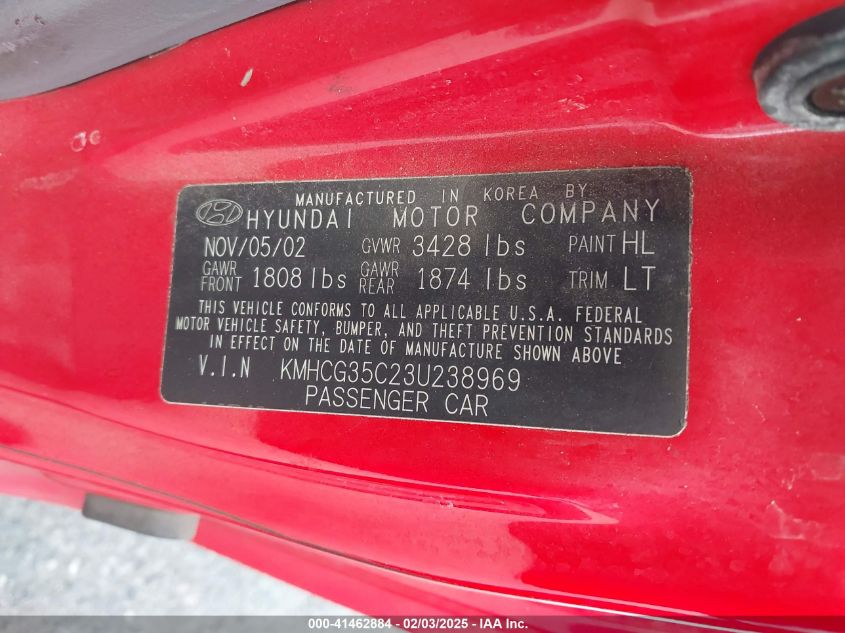 MANUFACTURED IN KOREA BY
HYUNDAI MOTOR COMPANY
NOV/05/02 GVWR 3428 lbs PAINT HL
GAWR FRONT 1808 lbs GAWR REAR 1874 lbs TRIM LT
THIS VEHICLE CONFORMS TO ALL APPLICABLE U.S.A. FEDERAL
MOTOR VEHICLE SAFETY, BUMPER, AND THEFT PREVENTION STANDARDS
IN EFFECT ON THE DATE OF MANUFACTURE SHOWN ABOVE
V.I.N KMHCG35C23U238969
PASSENGER CAR
000-41462884 - 02/03/2025 - IAA Inc.